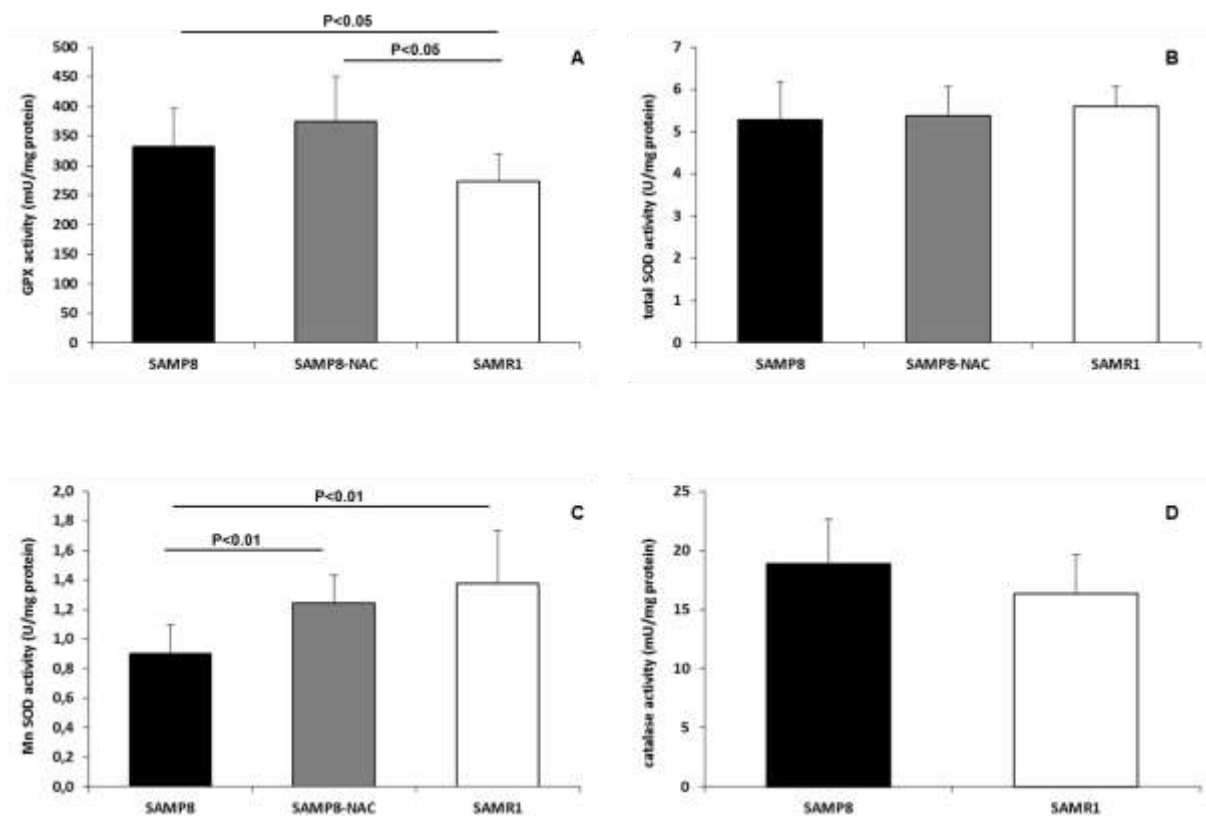 P<0.05
P<0.05
A
GPX activity (mU/mg protein)
500
450
400
350
300
250
200
150
100
50
0
SAMP8
SAMP8-NAC
SAMR1
B
total SOD activity (U/mg protein)
7
6
5
4
3
2
1
0
SAMP8
SAMP8-NAC
SAMR1
P<0.01
P<0.01
C
Mn SOD activity (U/mg protein)
2,0
1,8
1,6
1,4
1,2
1,0
0,8
0,6
0,4
0,2
0,0
SAMP8
SAMP8-NAC
SAMR1
D
catalase activity (mU/mg protein)
25
20
15
10
5
0
SAMP8
SAMR1